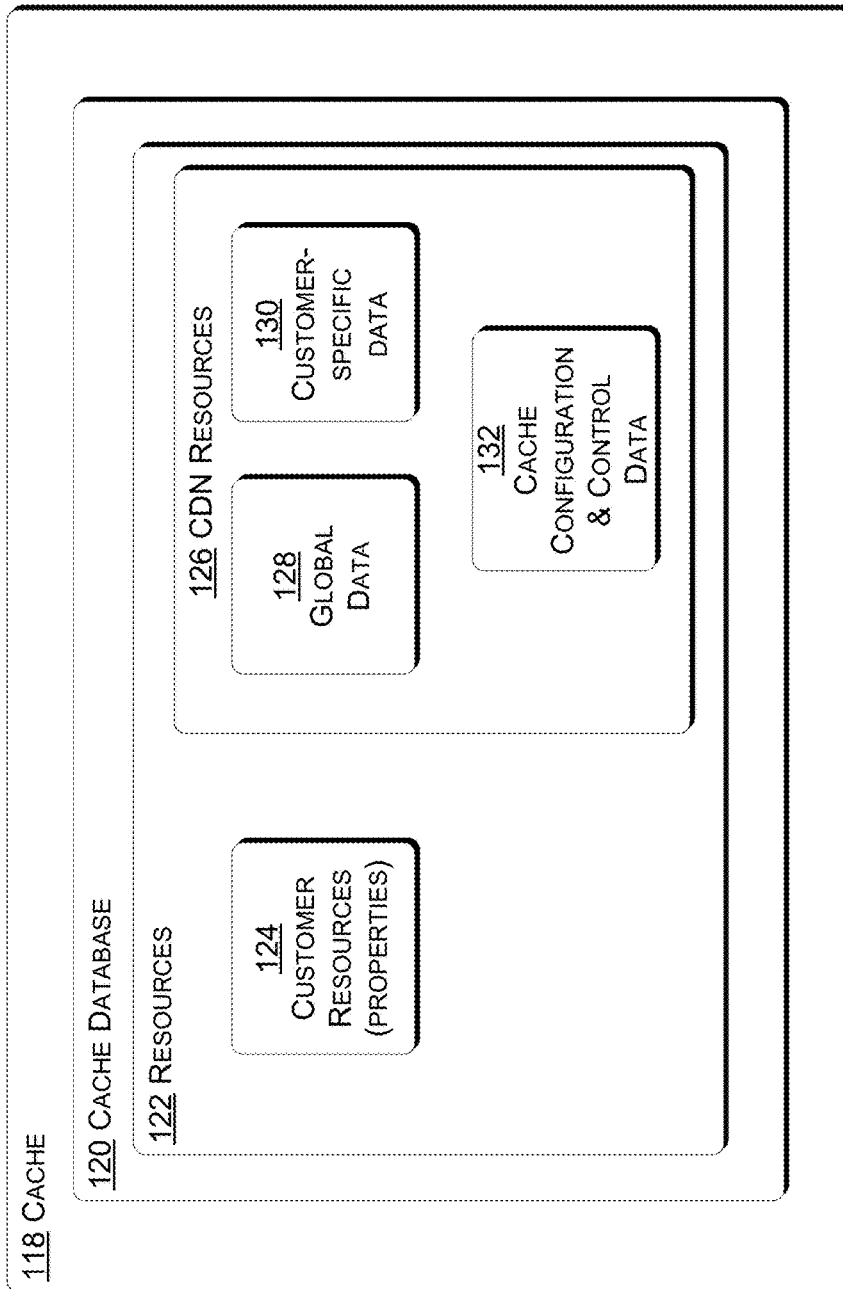 118 CACHE
120 CACHE DATABASE
122 RESOURCES
124
CUSTOMER
RESOURCES
(PROPERTIES)
126 CDN RESOURCES
128
GLOBAL
DATA
130
CUSTOMER-
SPECIFIC
DATA
132
CACHE
CONFIGURATION
& CONTROL
DATA